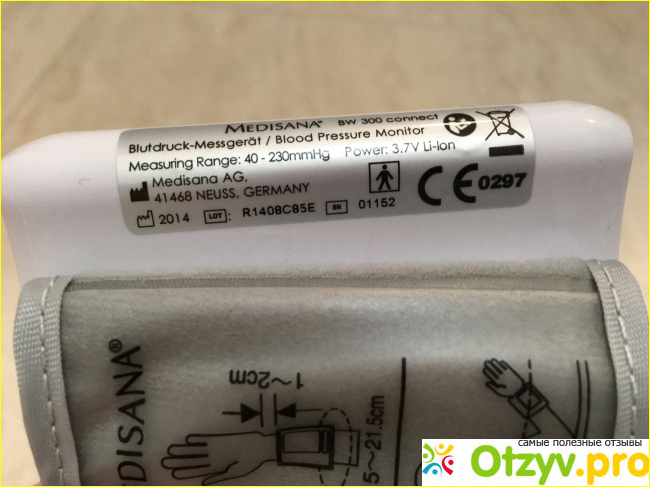 MEDISANA® BW 300 connect
Blutdruck-Messgerät / Blood Pressure Monitor
Measuring Range: 40 - 230mmHg Power: 3.7V Li-Ion
Medisana AG,
41468 NEUSS, GERMANY
CE0297
2014 LOT: R1408C85E SN 01152
MEDISANA®
1~2cm
5~21.5cm
самые полезные отзывы
Otzyv.pro